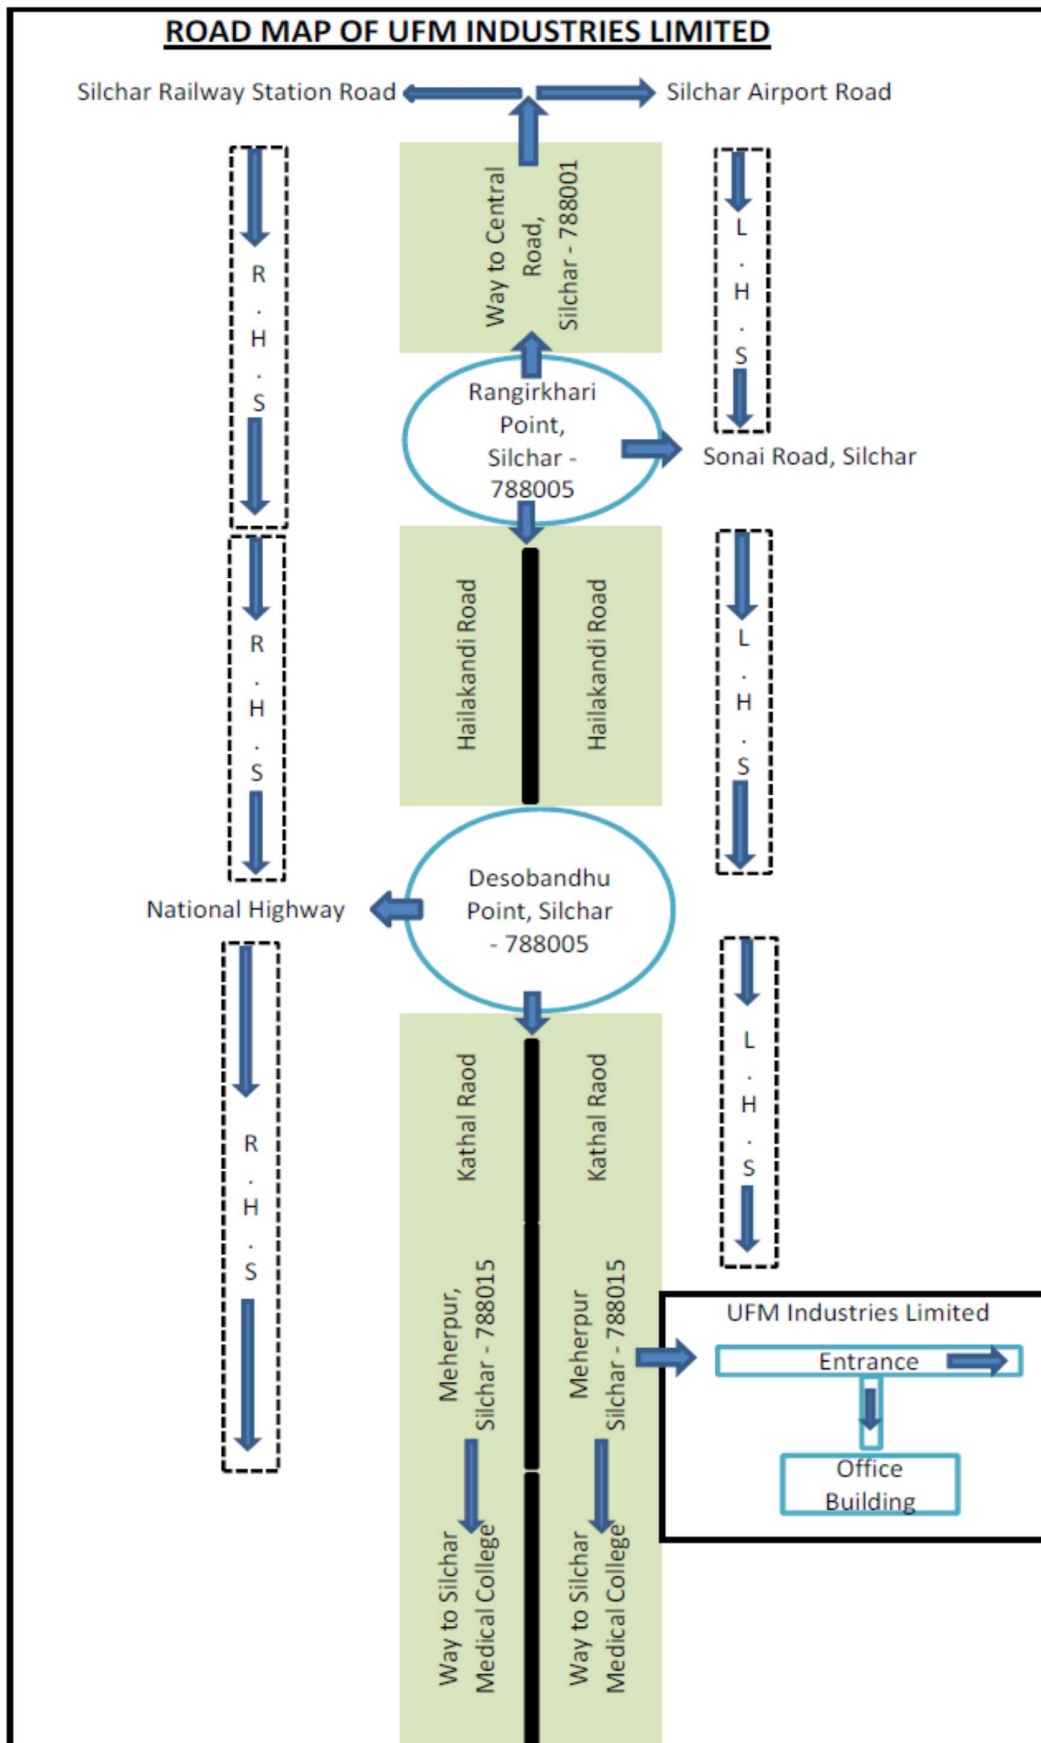 ROAD MAP OF UFM INDUSTRIES LIMITED
Silchar Railway Station Road
Silchar Airport Road
Way to Central
Road,
Silchar - 788001
R
.
H
.
S
L
.
H
.
S
Rangirkhari
Point,
Silchar -
788005
Sonai Road, Silchar
R
.
H
.
S
Hailakandi Road
Hailakandi Road
L
.
H
.
S
Desobandhu
Point, Silchar
- 788005
National Highway
Kathal Raod
Kathal Raod
L
.
H
.
S
R
.
H
.
S
Meherpur,
Silchar - 788015
Meherpur
Silchar - 788015
UFM Industries Limited
Entrance
Office
Building
Way to Silchar
Medical College
Way to Silchar
Medical College